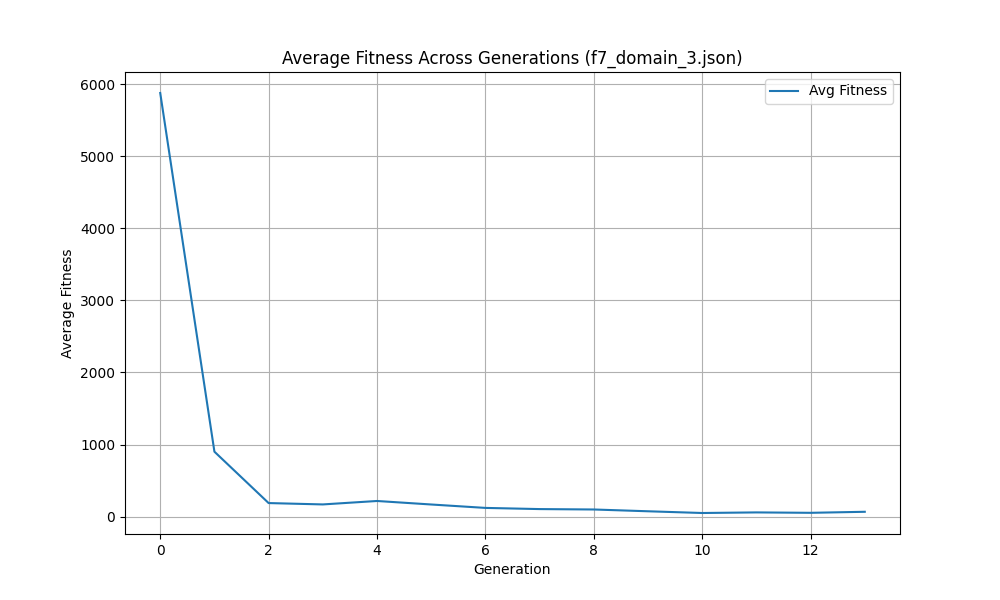 Average Fitness Across Generations (f7_domain_3.json)
Avg Fitness
6000
5000
4000
3000
2000
1000
0
Average Fitness
0 2 4 6 8 10 12
Generation